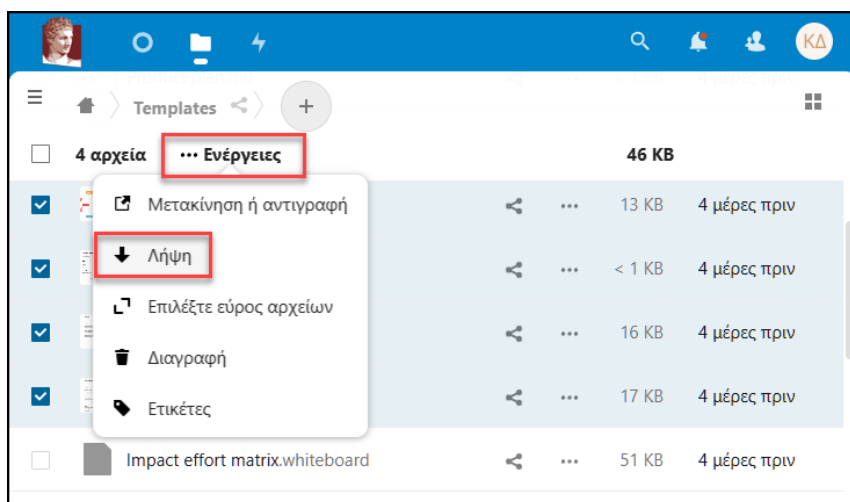 ΚΔ
Templates
+
4 αρχεία ••• Ενέργειες 46 KB
Μετακίνηση ή αντιγραφή 13 KB 4 μέρες πριν
Λήψη < 1 KB 4 μέρες πριν
Επιλέξτε εύρος αρχείων 16 KB 4 μέρες πριν
Διαγραφή
Ετικέτες 17 KB 4 μέρες πριν
Impact effort matrix.whiteboard 51 KB 4 μέρες πριν